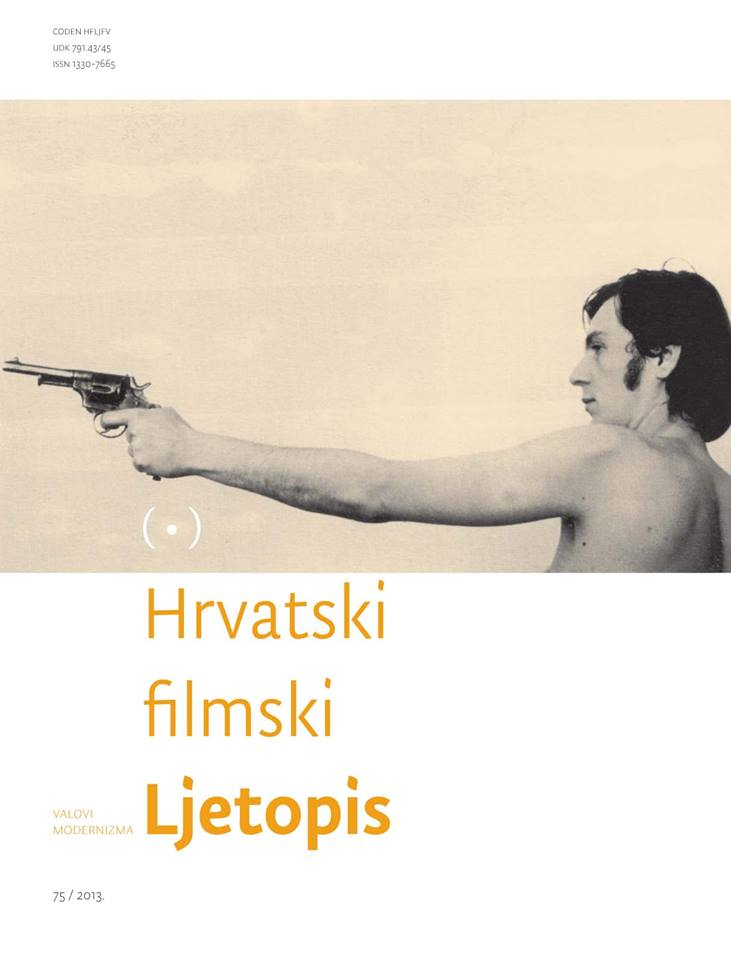 CODEN HFLJFV
UDK 791.43/45
ISSN 1330-7665
(•)
Hrvatski
filmski
Ljetopis
VALOVI
MODERNIZMA
75 / 2013.